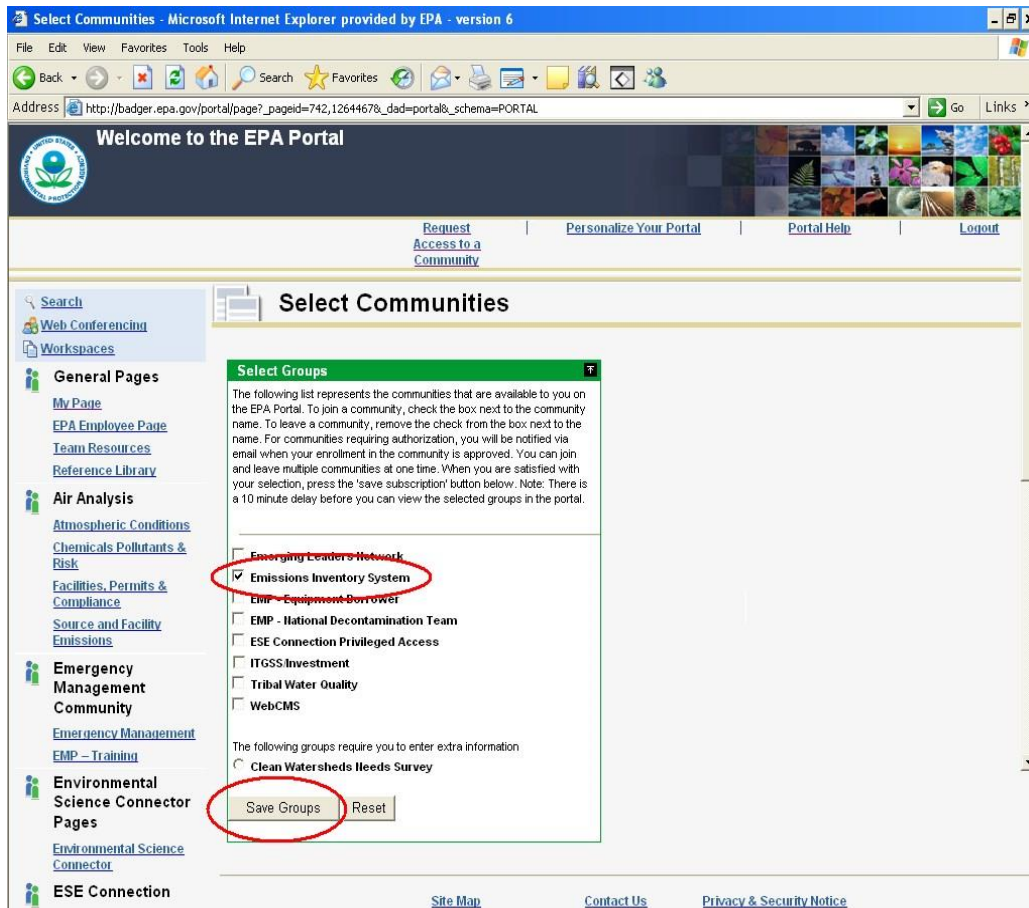 Select Communities - Microsoft Internet Explorer provided by EPA - version 6
File Edit View Favorites Tools Help
Back Search Favorites
Address http://badger.epa.gov/portal/page?_pageid=742,1264467&_dad=portal&_schema=PORTAL Go Links
Welcome to the EPA Portal
Request Access to a Community | Personalize Your Portal | Portal Help | Logout
Search
Web Conferencing
Workspaces
General Pages
My Page
EPA Employee Page
Team Resources
Reference Library
Air Analysis
Atmospheric Conditions
Chemicals Pollutants &
Risk
Facilities, Permits &
Compliance
Source and Facility
Emissions
Emergency
Management
Community
Emergency Management
EMP – Training
Environmental
Science Connector
Pages
Environmental Science
Connector
ESE Connection
Select Communities
Select Groups
The following list represents the communities that are available to you on
the EPA Portal. To join a community, check the box next to the community
name. To leave a community, remove the check from the box next to the
name. For communities requiring authorization, you will be notified via
email when your enrollment in the community is approved. You can join
and leave multiple communities at one time. When you are satisfied with
your selection, press the 'save subscription' button below. Note: There is
a 10 minute delay before you can view the selected groups in the portal.
Emerging Leaders Network
Emissions Inventory System
EMP - Equipment Borrower
EMP - National Decontamination Team
ESE Connection Privileged Access
ITGSS/Investment
Tribal Water Quality
WebCMS
The following groups require you to enter extra information
Clean Watersheds Needs Survey
Save Groups Reset
Site Map Contact Us Privacy & Security Notice